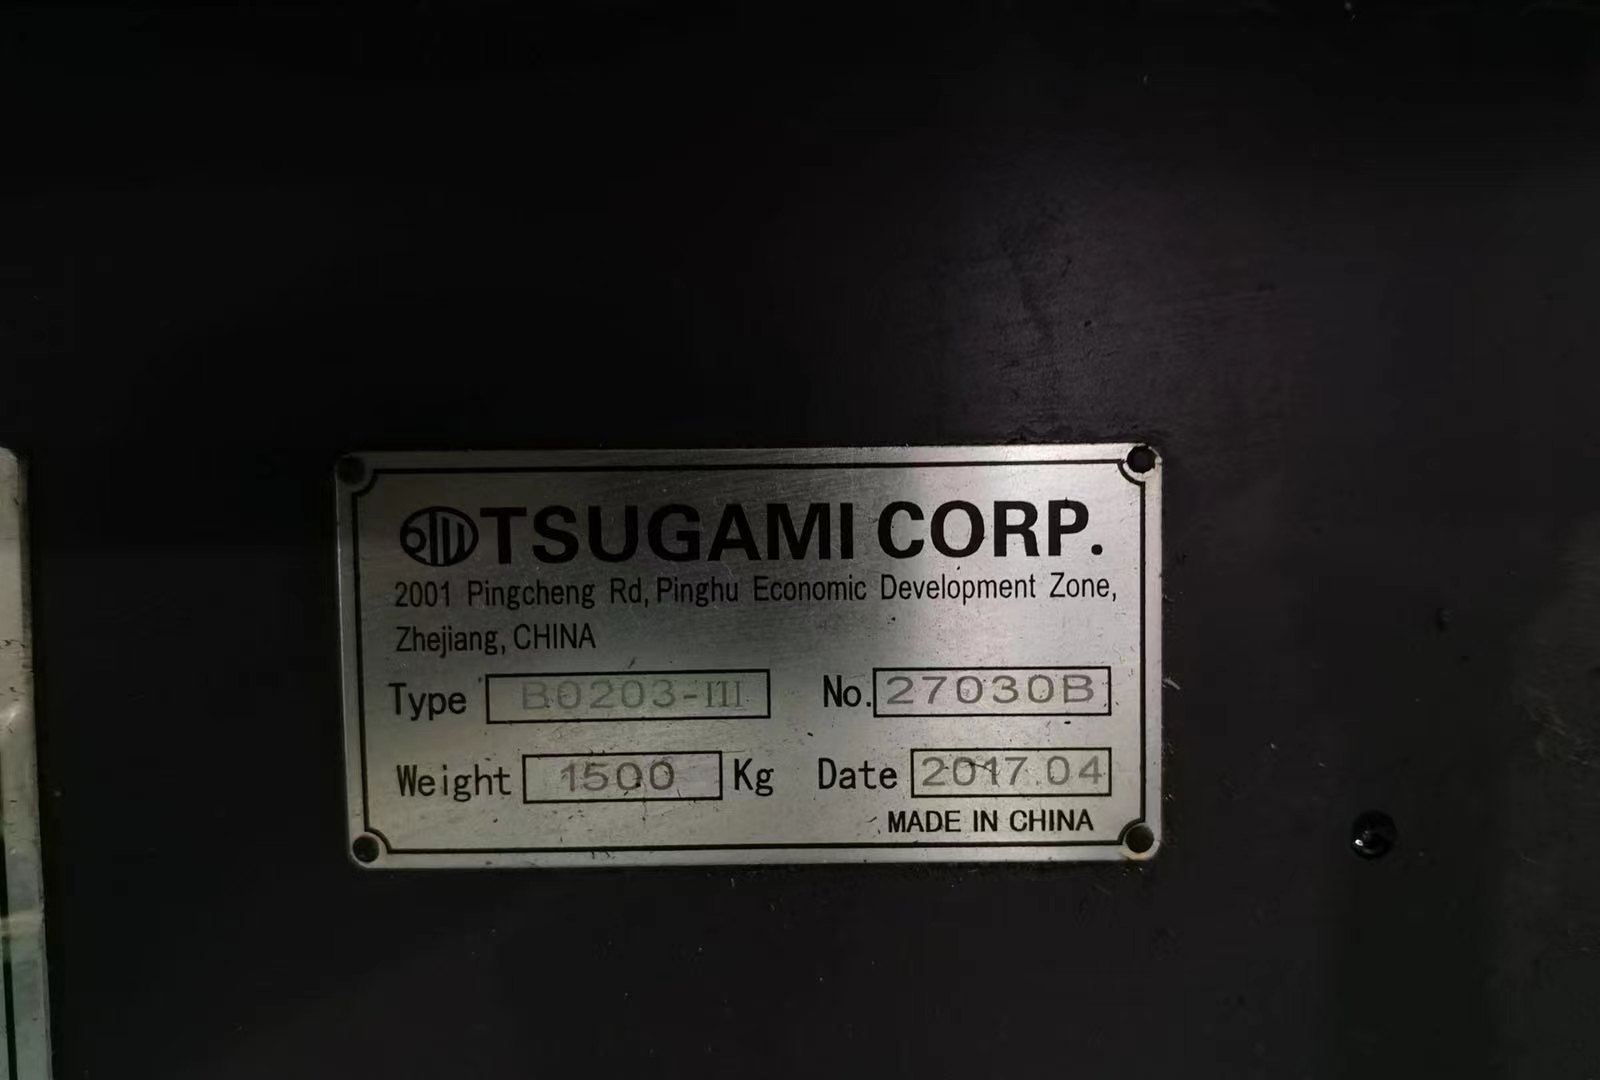 TSUGAMI CORP.
2001 Pingcheng Rd, Pinghu Economic Development Zone,
Zhejiang, CHINA
Type B0203-III No. 27030B
Weight 1500 Kg Date 2017.04
MADE IN CHINA